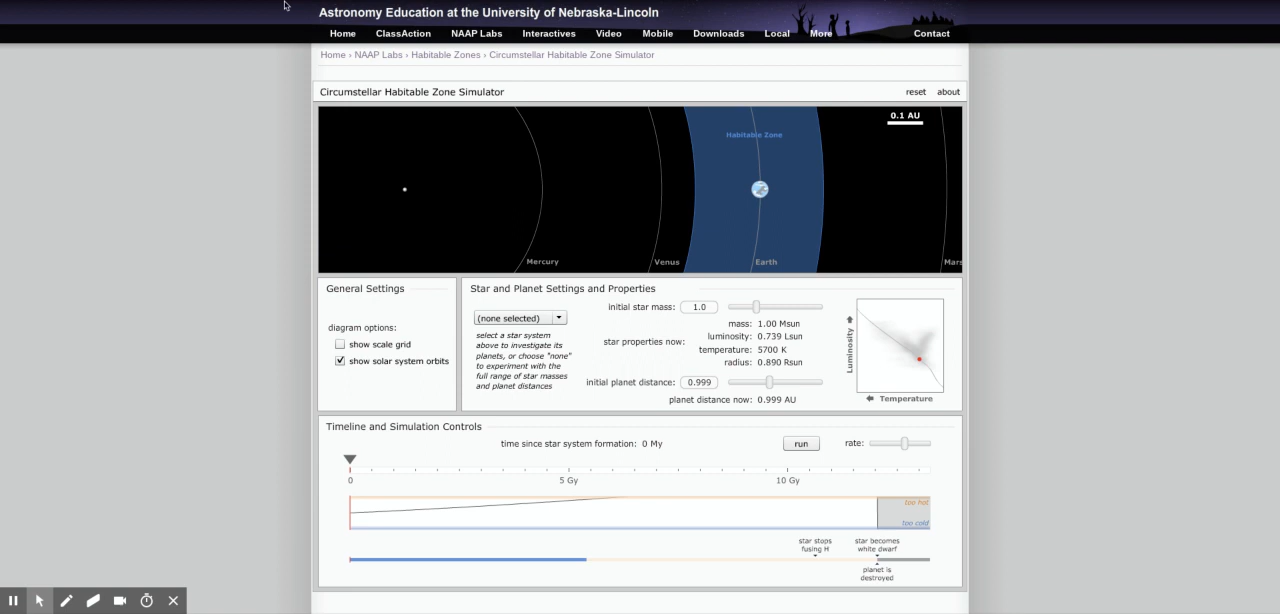 Astronomy Education at the University of Nebraska-Lincoln
Home ClassAction NAAP Labs Interactives Video Mobile Downloads Local More Contact
Home › NAAP Labs › Habitable Zones › Circumstellar Habitable Zone Simulator
Circumstellar Habitable Zone Simulator reset about
0.1 AU
Habitable Zone
Mercury Venus Earth Mars
General Settings
diagram options:
show scale grid
show solar system orbits
Star and Planet Settings and Properties
(none selected)
select a star system
above to investigate its
planets, or choose "none"
to experiment with the
full range of star masses
and planet distances
initial star mass: 1.0
star properties now:
mass: 1.00 Msun
luminosity: 0.739 Lsun
temperature: 5700 K
radius: 0.890 Rsun
initial planet distance: 0.999
planet distance now: 0.999 AU
Luminosity
Temperature
Timeline and Simulation Controls
time since star system formation: 0 My
run
rate:
0 5 Gy 10 Gy
too hot
too cold
star stops
fusing H
star becomes
white dwarf
planet is
destroyed